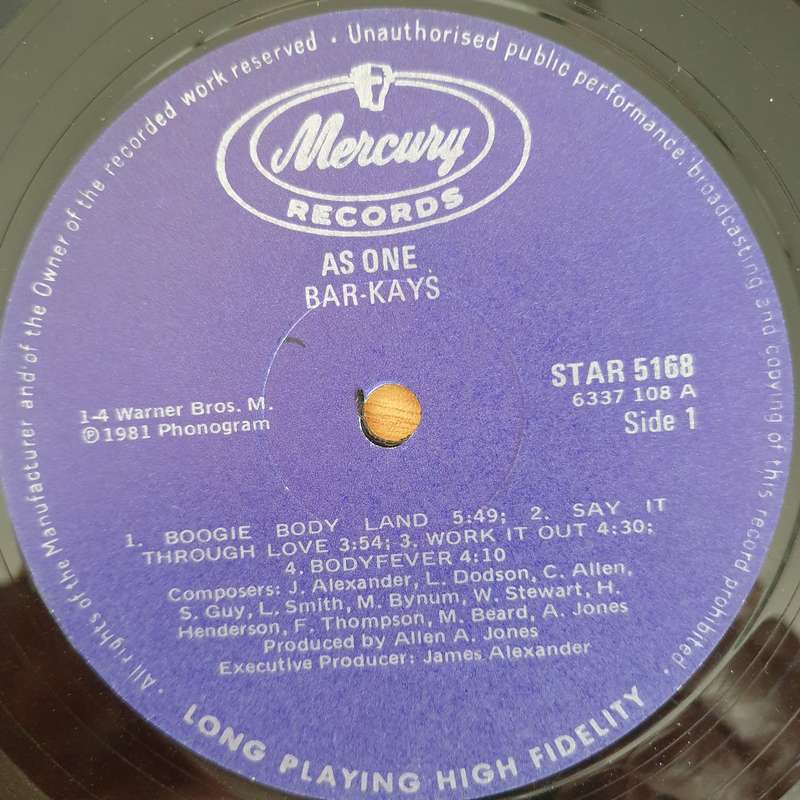 · All rights of the Manufacturer and of the Owner of the recorded work reserved · Unauthorised public performance, broadcasting and copying of this record prohibited ·
Mercury
RECORDS
AS ONE
BAR-KAYS
STAR 5168
6337 108 A
Side 1
1-4 Warner Bros. M.
℗1981 Phonogram
1. BOOGIE BODY LAND 5:49; 2. SAY IT
THROUGH LOVE 3:54; 3. WORK IT OUT 4:30;
4. BODYFEVER 4:10
Composers: J. Alexander, L. Dodson, C. Allen,
S. Guy, L. Smith, M. Bynum, W. Stewart, H.
Henderson, F. Thompson, M. Beard, A. Jones
Produced by Allen A. Jones
Executive Producer: James Alexander
LONG PLAYING HIGH FIDELITY